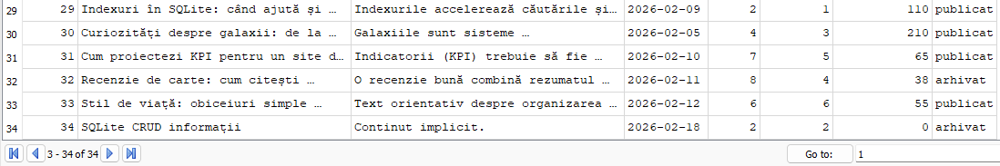 29 29 Indexuri în SQLite: când ajută și … Indexurile accelerează căutările și… 2026-02-09 2 1 110 publicat
30 30 Curiozități despre galaxii: de la … Galaxiile sunt sisteme … 2026-02-05 4 3 210 publicat
31 31 Cum proiectezi KPI pentru un site d… Indicatorii (KPI) trebuie să fie … 2026-02-10 7 5 65 publicat
32 32 Recenzie de carte: cum citești … O recenzie bună combină rezumatul … 2026-02-11 8 4 38 arhivat
33 33 Stil de viață: obiceiuri simple … Text orientativ despre organizarea … 2026-02-12 6 6 55 publicat
34 34 SQLite CRUD informații Continut implicit. 2026-02-18 2 2 0 arhivat
3 - 34 of 34 Go to: 1